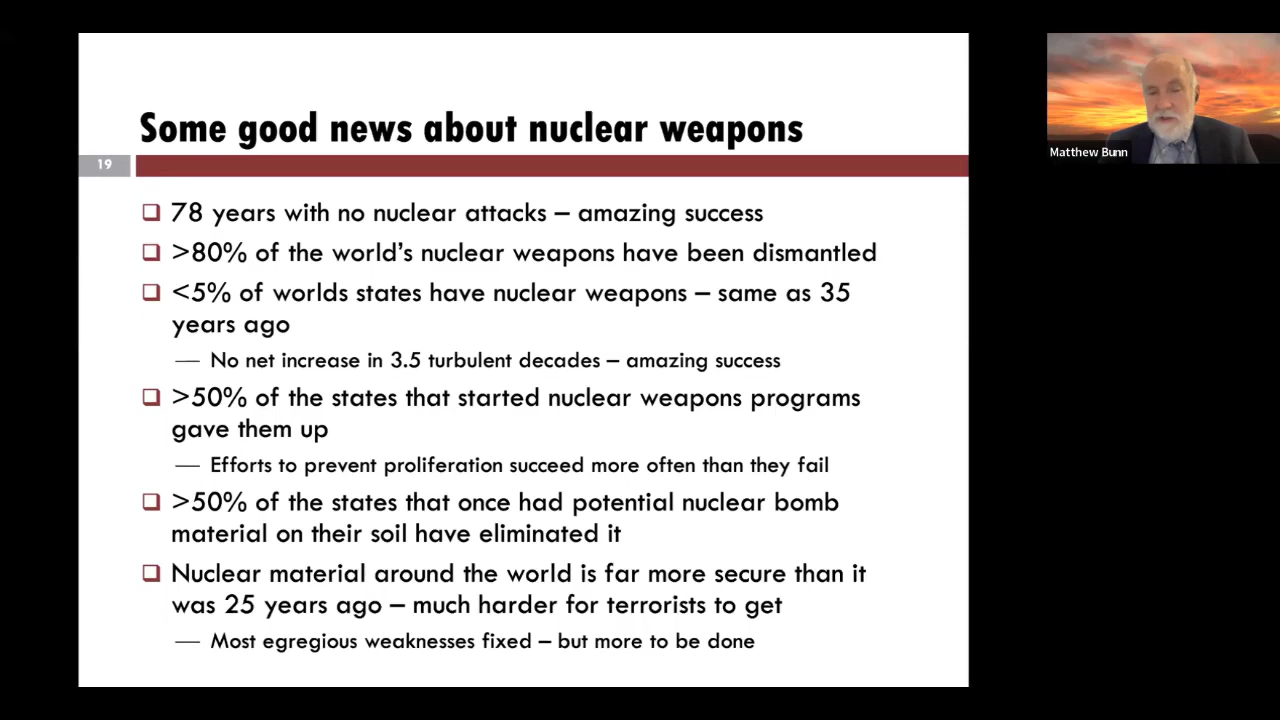 Some good news about nuclear weapons
19
❑ 78 years with no nuclear attacks – amazing success
❑ >80% of the world's nuclear weapons have been dismantled
❑ <5% of worlds states have nuclear weapons – same as 35
years ago
— No net increase in 3.5 turbulent decades – amazing success
❑ >50% of the states that started nuclear weapons programs
gave them up
— Efforts to prevent proliferation succeed more often than they fail
❑ >50% of the states that once had potential nuclear bomb
material on their soil have eliminated it
❑ Nuclear material around the world is far more secure than it
was 25 years ago – much harder for terrorists to get
— Most egregious weaknesses fixed – but more to be done
Matthew Bunn